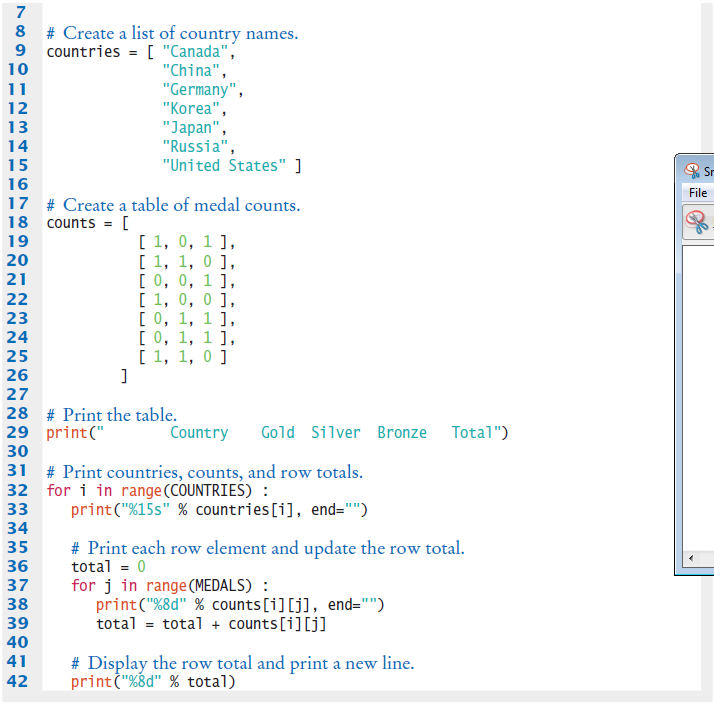 7
8 # Create a list of country names.
9 countries = [ "Canada",
10 "China",
11 "Germany",
12 "Korea",
13 "Japan",
14 "Russia",
15 "United States" ]
16
17 # Create a table of medal counts.
18 counts = [
19 [ 1, 0, 1 ],
20 [ 1, 1, 0 ],
21 [ 0, 0, 1 ],
22 [ 1, 0, 0 ],
23 [ 0, 1, 1 ],
24 [ 0, 1, 1 ],
25 [ 1, 1, 0 ]
26 ]
27
28 # Print the table.
29 print("        Country    Gold  Silver  Bronze   Total")
30
31 # Print countries, counts, and row totals.
32 for i in range(COUNTRIES) :
33 print("%15s" % countries[i], end="")
34
35 # Print each row element and update the row total.
36 total = 0
37 for j in range(MEDALS) :
38 print("%8d" % counts[i][j], end="")
39 total = total + counts[i][j]
40
41 # Display the row total and print a new line.
42 print("%8d" % total)
Sn
File